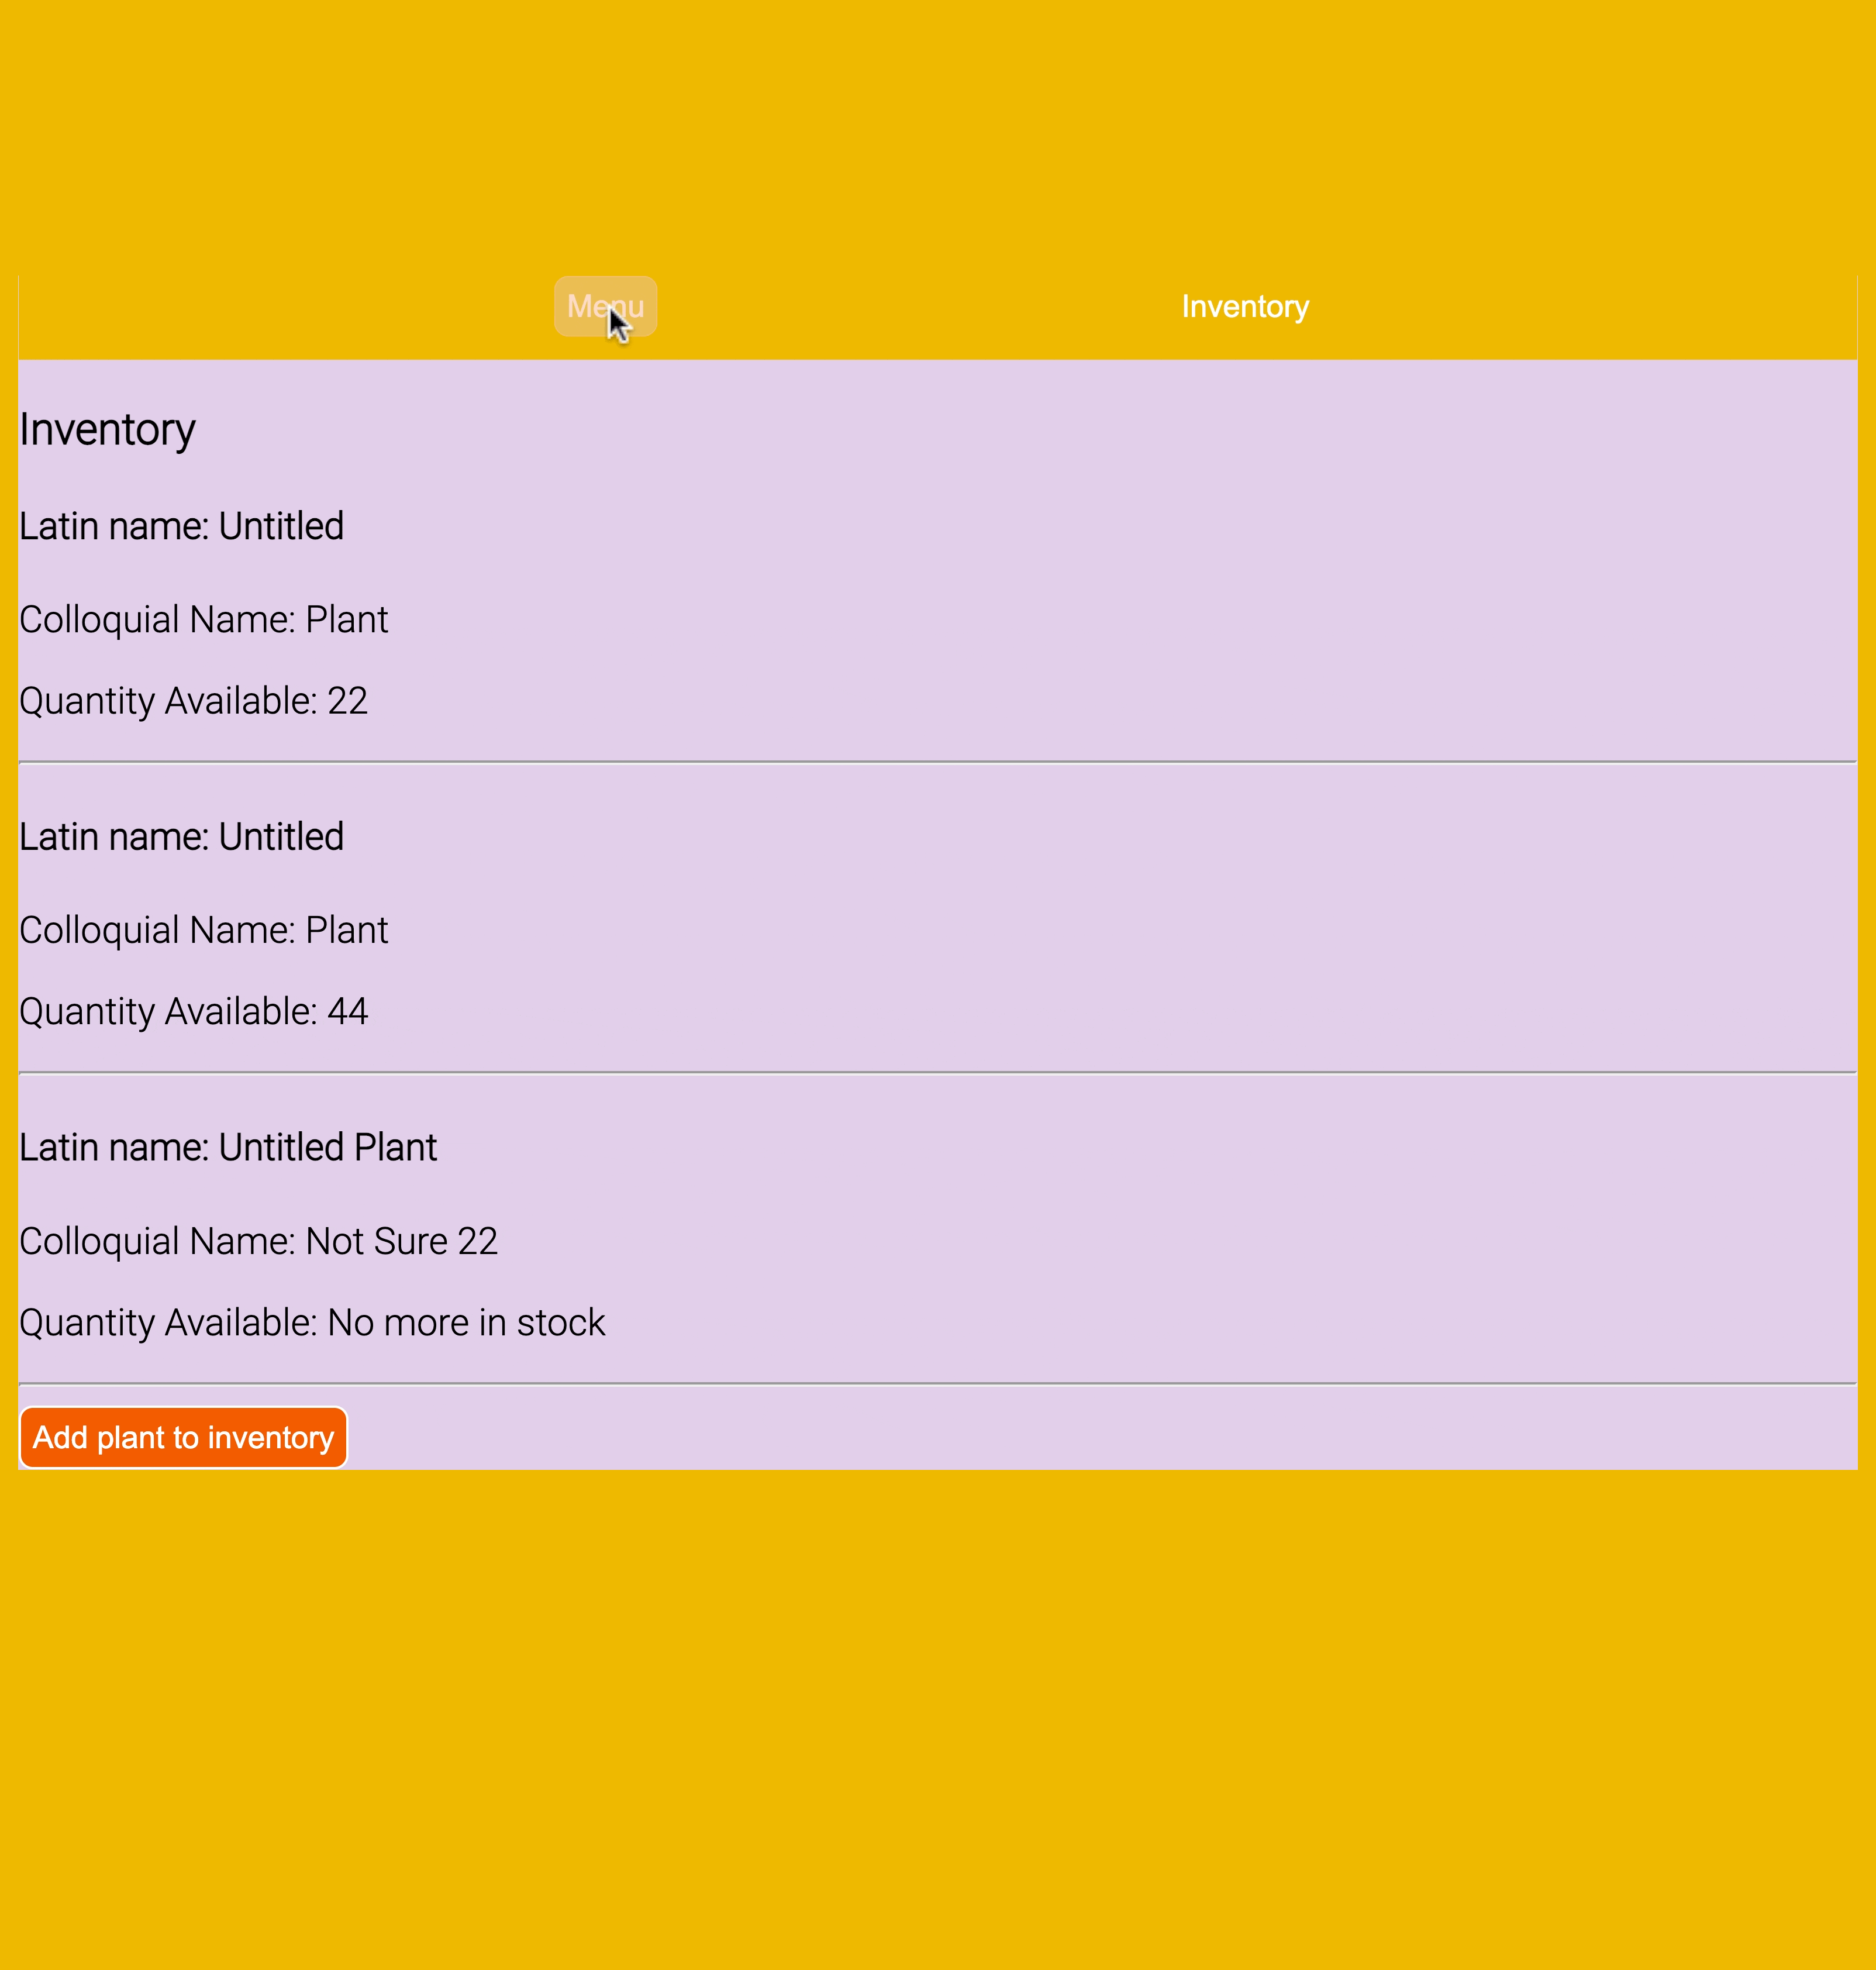 Menu Inventory
Inventory
Latin name: Untitled
Colloquial Name: Plant
Quantity Available: 22
Latin name: Untitled
Colloquial Name: Plant
Quantity Available: 44
Latin name: Untitled Plant
Colloquial Name: Not Sure 22
Quantity Available: No more in stock
Add plant to inventory